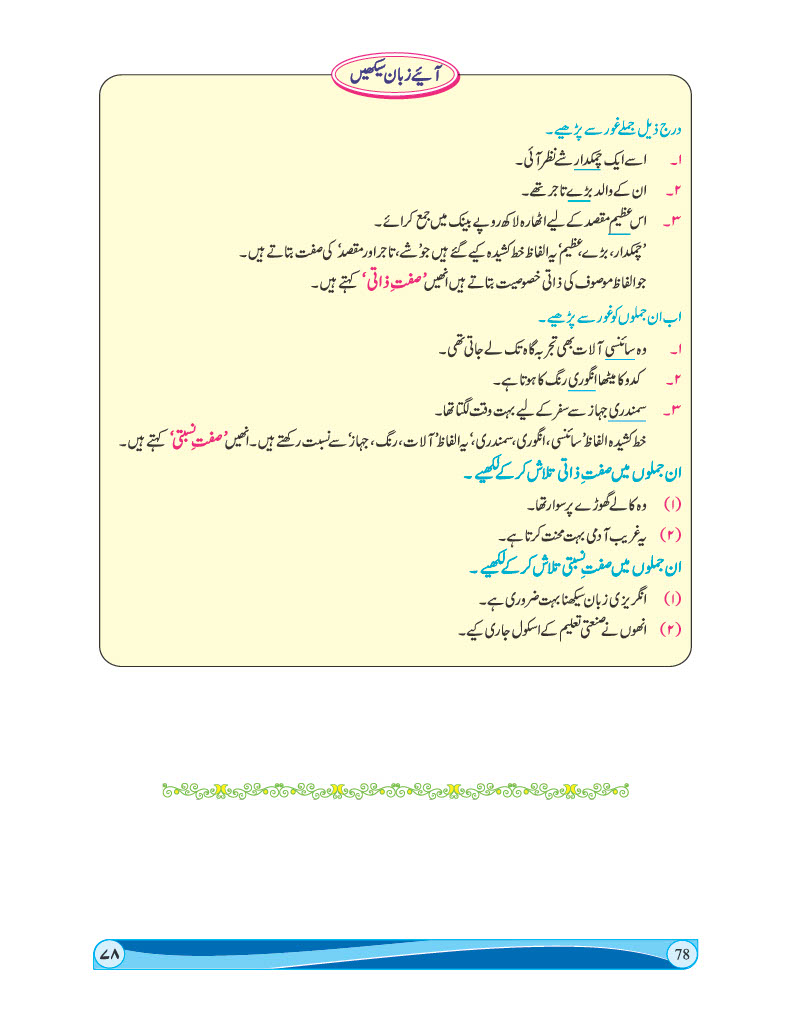 آئیے زبان سیکھیں
درج ذیل جملے غور سے پڑھیے۔
۱۔ اسے ایک چمکدار شے نظر آئی۔
۲۔ ان کے والد بڑے تاجر تھے۔
۳۔ اس عظیم مقصد کے لیے اٹھارہ لاکھ روپے بینک میں جمع کرائے۔
’چمکدار، بڑے، عظیم‘ یہ الفاظ خط کشیدہ کیے گئے ہیں جو ’شے، تاجر اور مقصد‘ کی صفت بتاتے ہیں۔
جو الفاظ موصوف کی ذاتی خصوصیت بتاتے ہیں انھیں ’صفتِ ذاتی‘ کہتے ہیں۔
اب ان جملوں کو غور سے پڑھیے۔
۱۔ وہ سائنسی آلات بھی تجربہ گاہ تک لے جاتی تھی۔
۲۔ کدو کا میٹھا انگوری رنگ کا ہوتا ہے۔
۳۔ سمندری جہاز سے سفر کے لیے بہت وقت لگتا تھا۔
خط کشیدہ الفاظ ’سائنسی، انگوری، سمندری‘، یہ الفاظ ’آلات، رنگ، جہاز‘ سے نسبت رکھتے ہیں۔ انھیں ’صفتِ نسبتی‘ کہتے ہیں۔
ان جملوں میں صفتِ ذاتی تلاش کر کے لکھیے۔
(۱) وہ کالے گھوڑے پر سوار تھا۔
(۲) یہ غریب آدمی بہت محنت کرتا ہے۔
ان جملوں میں صفتِ نسبتی تلاش کر کے لکھیے۔
(۱) انگریزی زبان سیکھنا بہت ضروری ہے۔
(۲) انھوں نے صنعتی تعلیم کے اسکول جاری کیے۔
78
۷۸